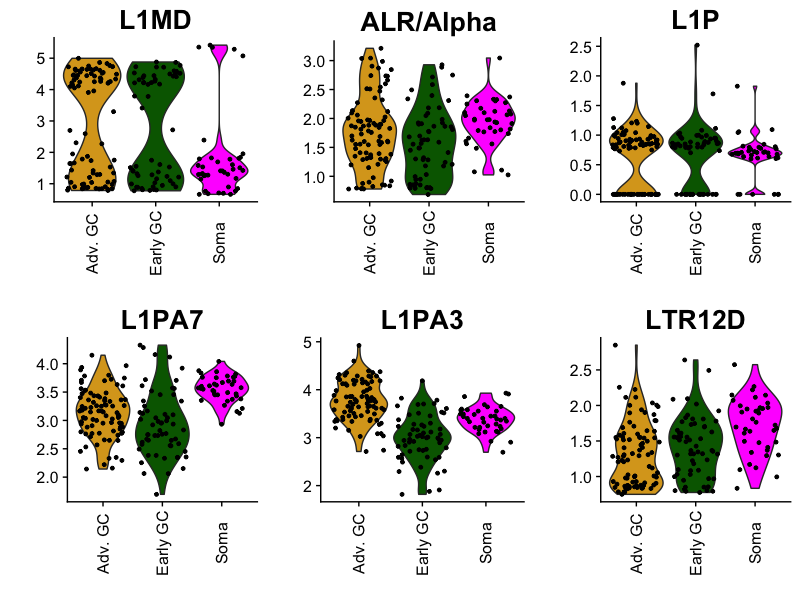 L1MD
5
4
3
2
1
Adv. GC
Early GC
Soma
ALR/Alpha
3.0
2.5
2.0
1.5
1.0
Adv. GC
Early GC
Soma
L1P
2.5
2.0
1.5
1.0
0.5
0.0
Adv. GC
Early GC
Soma
L1PA7
4.0
3.5
3.0
2.5
2.0
Adv. GC
Early GC
Soma
L1PA3
5
4
3
2
Adv. GC
Early GC
Soma
LTR12D
2.5
2.0
1.5
1.0
Adv. GC
Early GC
Soma